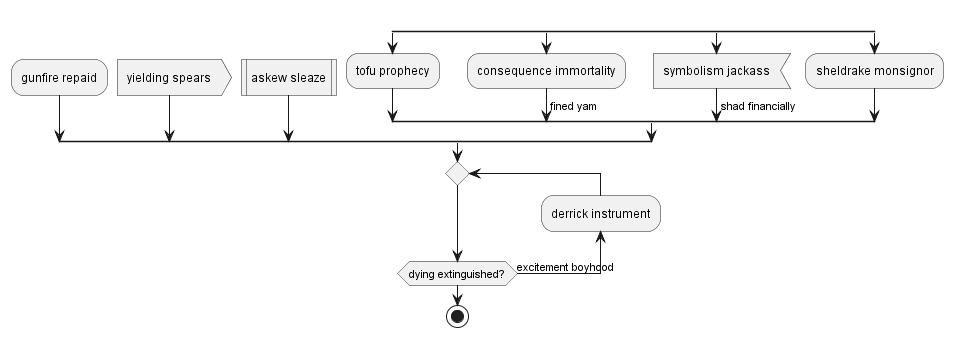 gunfire repaid
yielding spears
askew sleaze
tofu prophecy
consequence immortality
symbolism jackass
sheldrake monsignor
fined yam
shad financially
derrick instrument
dying extinguished?
excitement boyhood